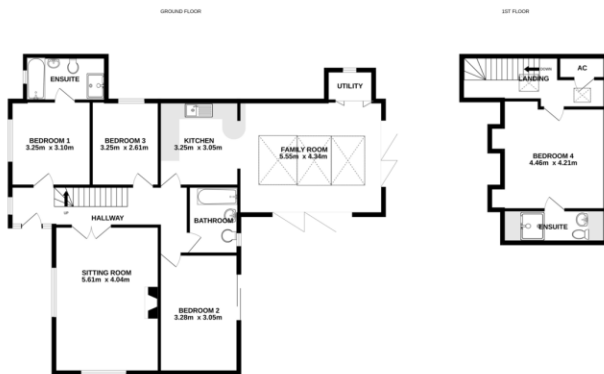 GROUND FLOOR
1ST FLOOR
ENSUITE
UTILITY
BEDROOM 1
3.25m x 3.10m
BEDROOM 3
3.25m x 2.61m
KITCHEN
3.25m x 3.05m
FAMILY ROOM
5.55m x 4.34m
UP
HALLWAY
BATHROOM
SITTING ROOM
5.61m x 4.04m
BEDROOM 2
3.28m x 3.05m
DOWN
LANDING
AC
BEDROOM 4
4.46m x 4.21m
ENSUITE